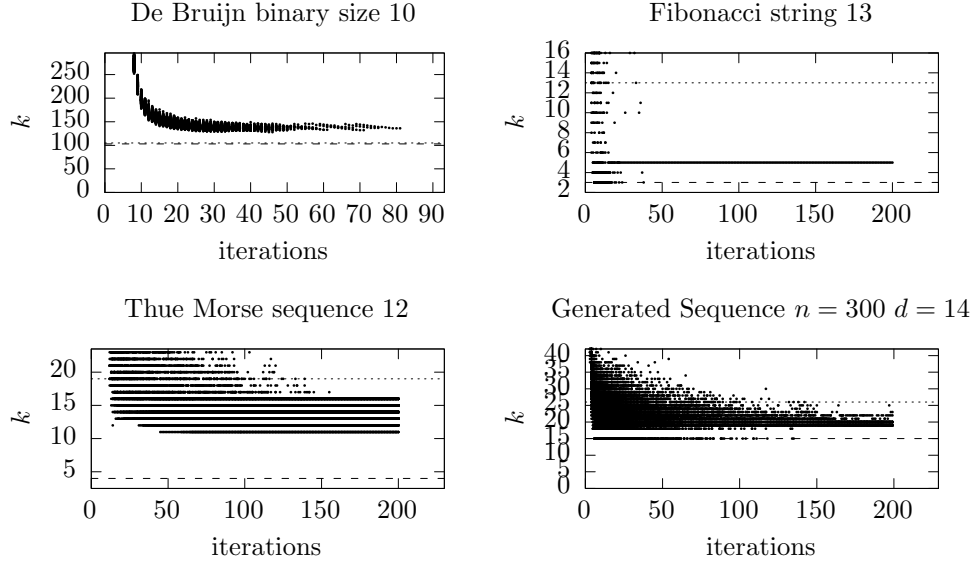 De Bruijn binary size 10
250
200
150
100
50
0
k
0 10 20 30 40 50 60 70 80 90
iterations
Fibonacci string 13
16
14
12
10
8
6
4
2
k
0 50 100 150 200
iterations
Thue Morse sequence 12
20
15
10
5
k
0 50 100 150 200
iterations
Generated Sequence n = 300 d = 14
40
35
30
25
20
15
10
5
0
k
0 50 100 150 200
iterations